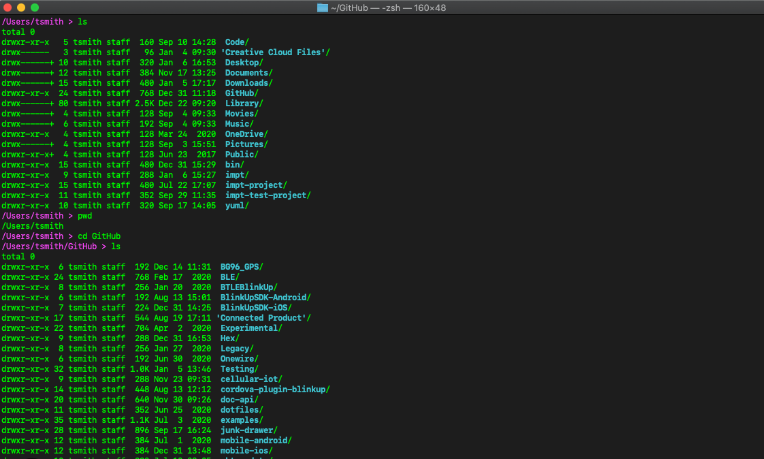 ~/GitHub — -zsh — 160×48
/Users/tsmith > ls
total 0
drwxr-xr-x   5 tsmith staff  160 Sep 10 14:28  Code/
drwx------   3 tsmith staff   96 Jan  4 09:30 'Creative Cloud Files'/
drwx------+ 10 tsmith staff  320 Jan  6 16:53  Desktop/
drwx------+ 12 tsmith staff  384 Nov 17 13:25  Documents/
drwx------+ 15 tsmith staff  480 Jan  5 17:17  Downloads/
drwxr-xr-x  24 tsmith staff  768 Dec 31 11:18  GitHub/
drwx------+ 80 tsmith staff 2.5K Dec 22 09:20  Library/
drwx------+  4 tsmith staff  128 Sep  4 09:33  Movies/
drwx------+  6 tsmith staff  192 Sep  4 09:33  Music/
drwxr-xr-x   4 tsmith staff  128 Mar 24  2020  OneDrive/
drwx------+  4 tsmith staff  128 Sep  3 15:51  Pictures/
drwxr-xr-x+  4 tsmith staff  128 Jun 23  2017  Public/
drwxr-xr-x  15 tsmith staff  480 Dec 31 15:29  bin/
drwxr-xr-x   9 tsmith staff  288 Jan  6 15:27  impt/
drwxr-xr-x  15 tsmith staff  480 Jul 22 17:07  impt-project/
drwxr-xr-x  11 tsmith staff  352 Sep 29 11:35  impt-test-project/
drwxr-xr-x  10 tsmith staff  320 Sep 17 14:05  yuml/
/Users/tsmith > pwd
/Users/tsmith
/Users/tsmith > cd GitHub
/Users/tsmith/GitHub > ls
total 0
drwxr-xr-x  6 tsmith staff  192 Dec 14 11:31  BG96_GPS/
drwxr-xr-x 24 tsmith staff  768 Feb 17  2020  BLE/
drwxr-xr-x  8 tsmith staff  256 Jan 20  2020  BTLEBlinkUp/
drwxr-xr-x  6 tsmith staff  192 Aug 13 15:01  BlinkUpSDK-Android/
drwxr-xr-x  7 tsmith staff  224 Dec 31 14:25  BlinkUpSDK-iOS/
drwxr-xr-x 17 tsmith staff  544 Aug 19 17:11 'Connected Product'/
drwxr-xr-x 22 tsmith staff  704 Apr  2  2020  Experimental/
drwxr-xr-x  9 tsmith staff  288 Dec 31 16:53  Hex/
drwxr-xr-x  8 tsmith staff  256 Jan 27  2020  Legacy/
drwxr-xr-x  6 tsmith staff  192 Jun 30  2020  Onewire/
drwxr-xr-x 32 tsmith staff 1.0K Jan  5 13:46  Testing/
drwxr-xr-x  9 tsmith staff  288 Nov 23 09:31  cellular-iot/
drwxr-xr-x 14 tsmith staff  448 Aug 13 12:12  cordova-plugin-blinkup/
drwxr-xr-x 20 tsmith staff  640 Nov 30 09:26  doc-api/
drwxr-xr-x 11 tsmith staff  352 Jun 25  2020  dotfiles/
drwxr-xr-x 35 tsmith staff 1.1K Jul  3  2020  examples/
drwxr-xr-x 28 tsmith staff  896 Sep 17 16:24  junk-drawer/
drwxr-xr-x 12 tsmith staff  384 Jul  1  2020  mobile-android/
drwxr-xr-x 12 tsmith staff  384 Dec 31 13:48  mobile-ios/